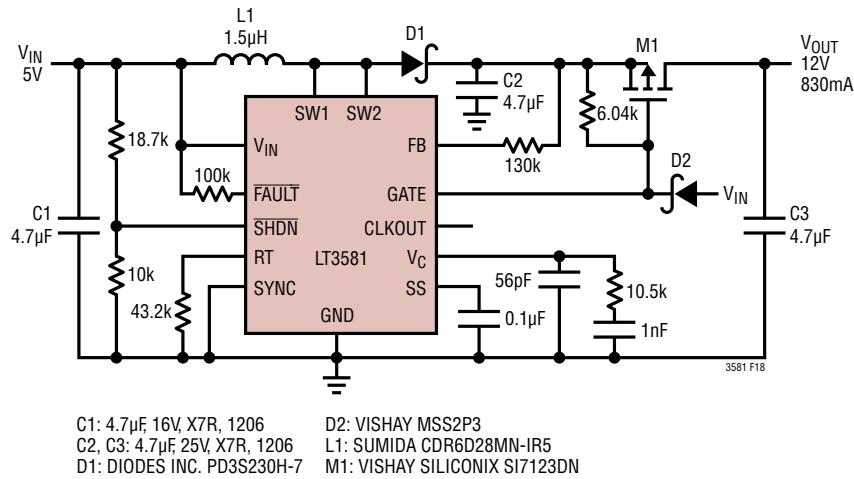 L1
1.5µH
D1
M1
VIN
5V
VOUT
12V
830mA
C2
4.7µF
SW1 SW2
6.04k
18.7k
VIN
FB
130k
D2
100k
FAULT
GATE
VIN
C1
4.7µF
SHDN
CLKOUT
C3
4.7µF
RT
LT3581
VC
10k
SYNC
SS
56pF
10.5k
43.2k
GND
0.1µF
1nF
3581 F18
C1: 4.7µF, 16V, X7R, 1206
C2, C3: 4.7µF, 25V, X7R, 1206
D1: DIODES INC. PD3S230H-7
D2: VISHAY MSS2P3
L1: SUMIDA CDR6D28MN-IR5
M1: VISHAY SILICONIX SI7123DN